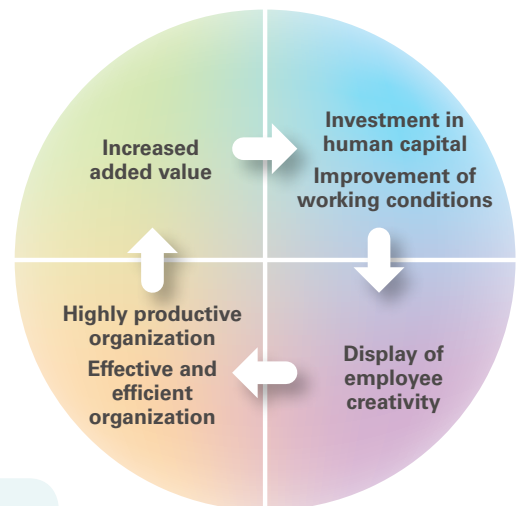 Increased
added value
Investment in
human capital
Improvement of
working conditions
Highly productive
organization
Effective and
efficient
organization
Display of
employee
creativity